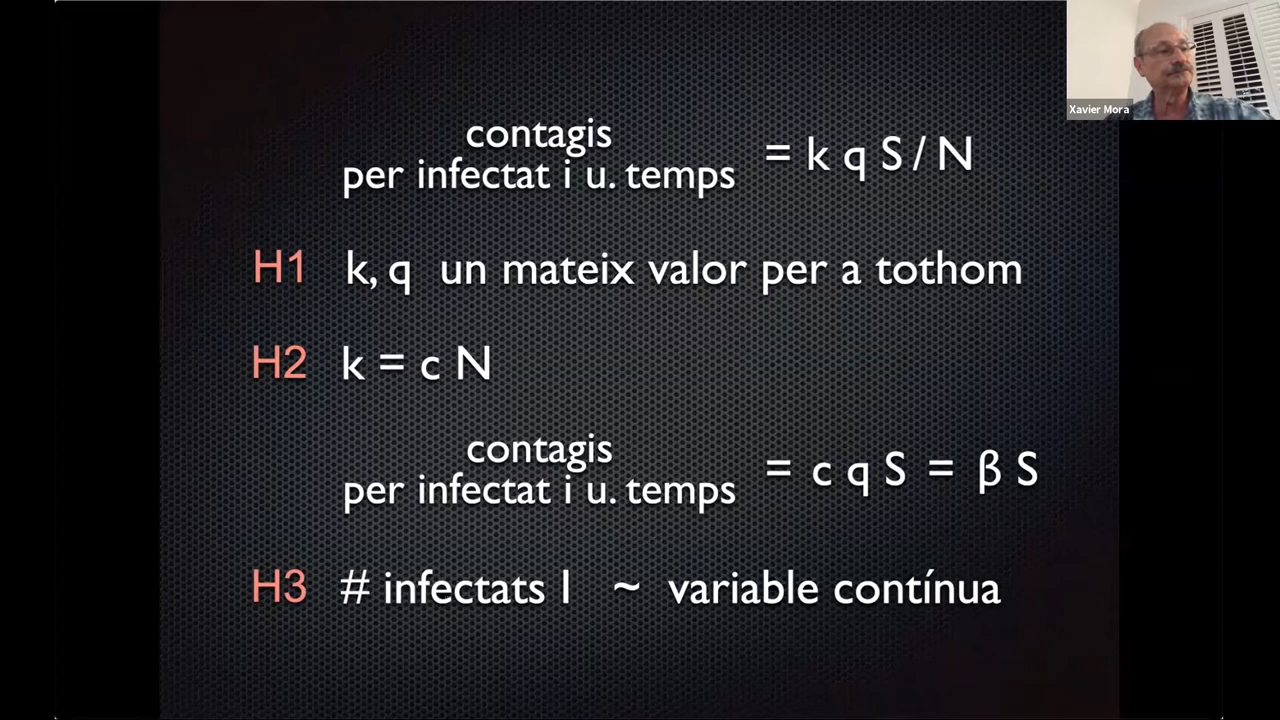 contagis
per infectat i u. temps = k q S / N
H1 k, q un mateix valor per a tothom
H2 k = c N
contagis
per infectat i u. temps = c q S = β S
H3 # infectats I ~ variable contínua
Xavier Mora